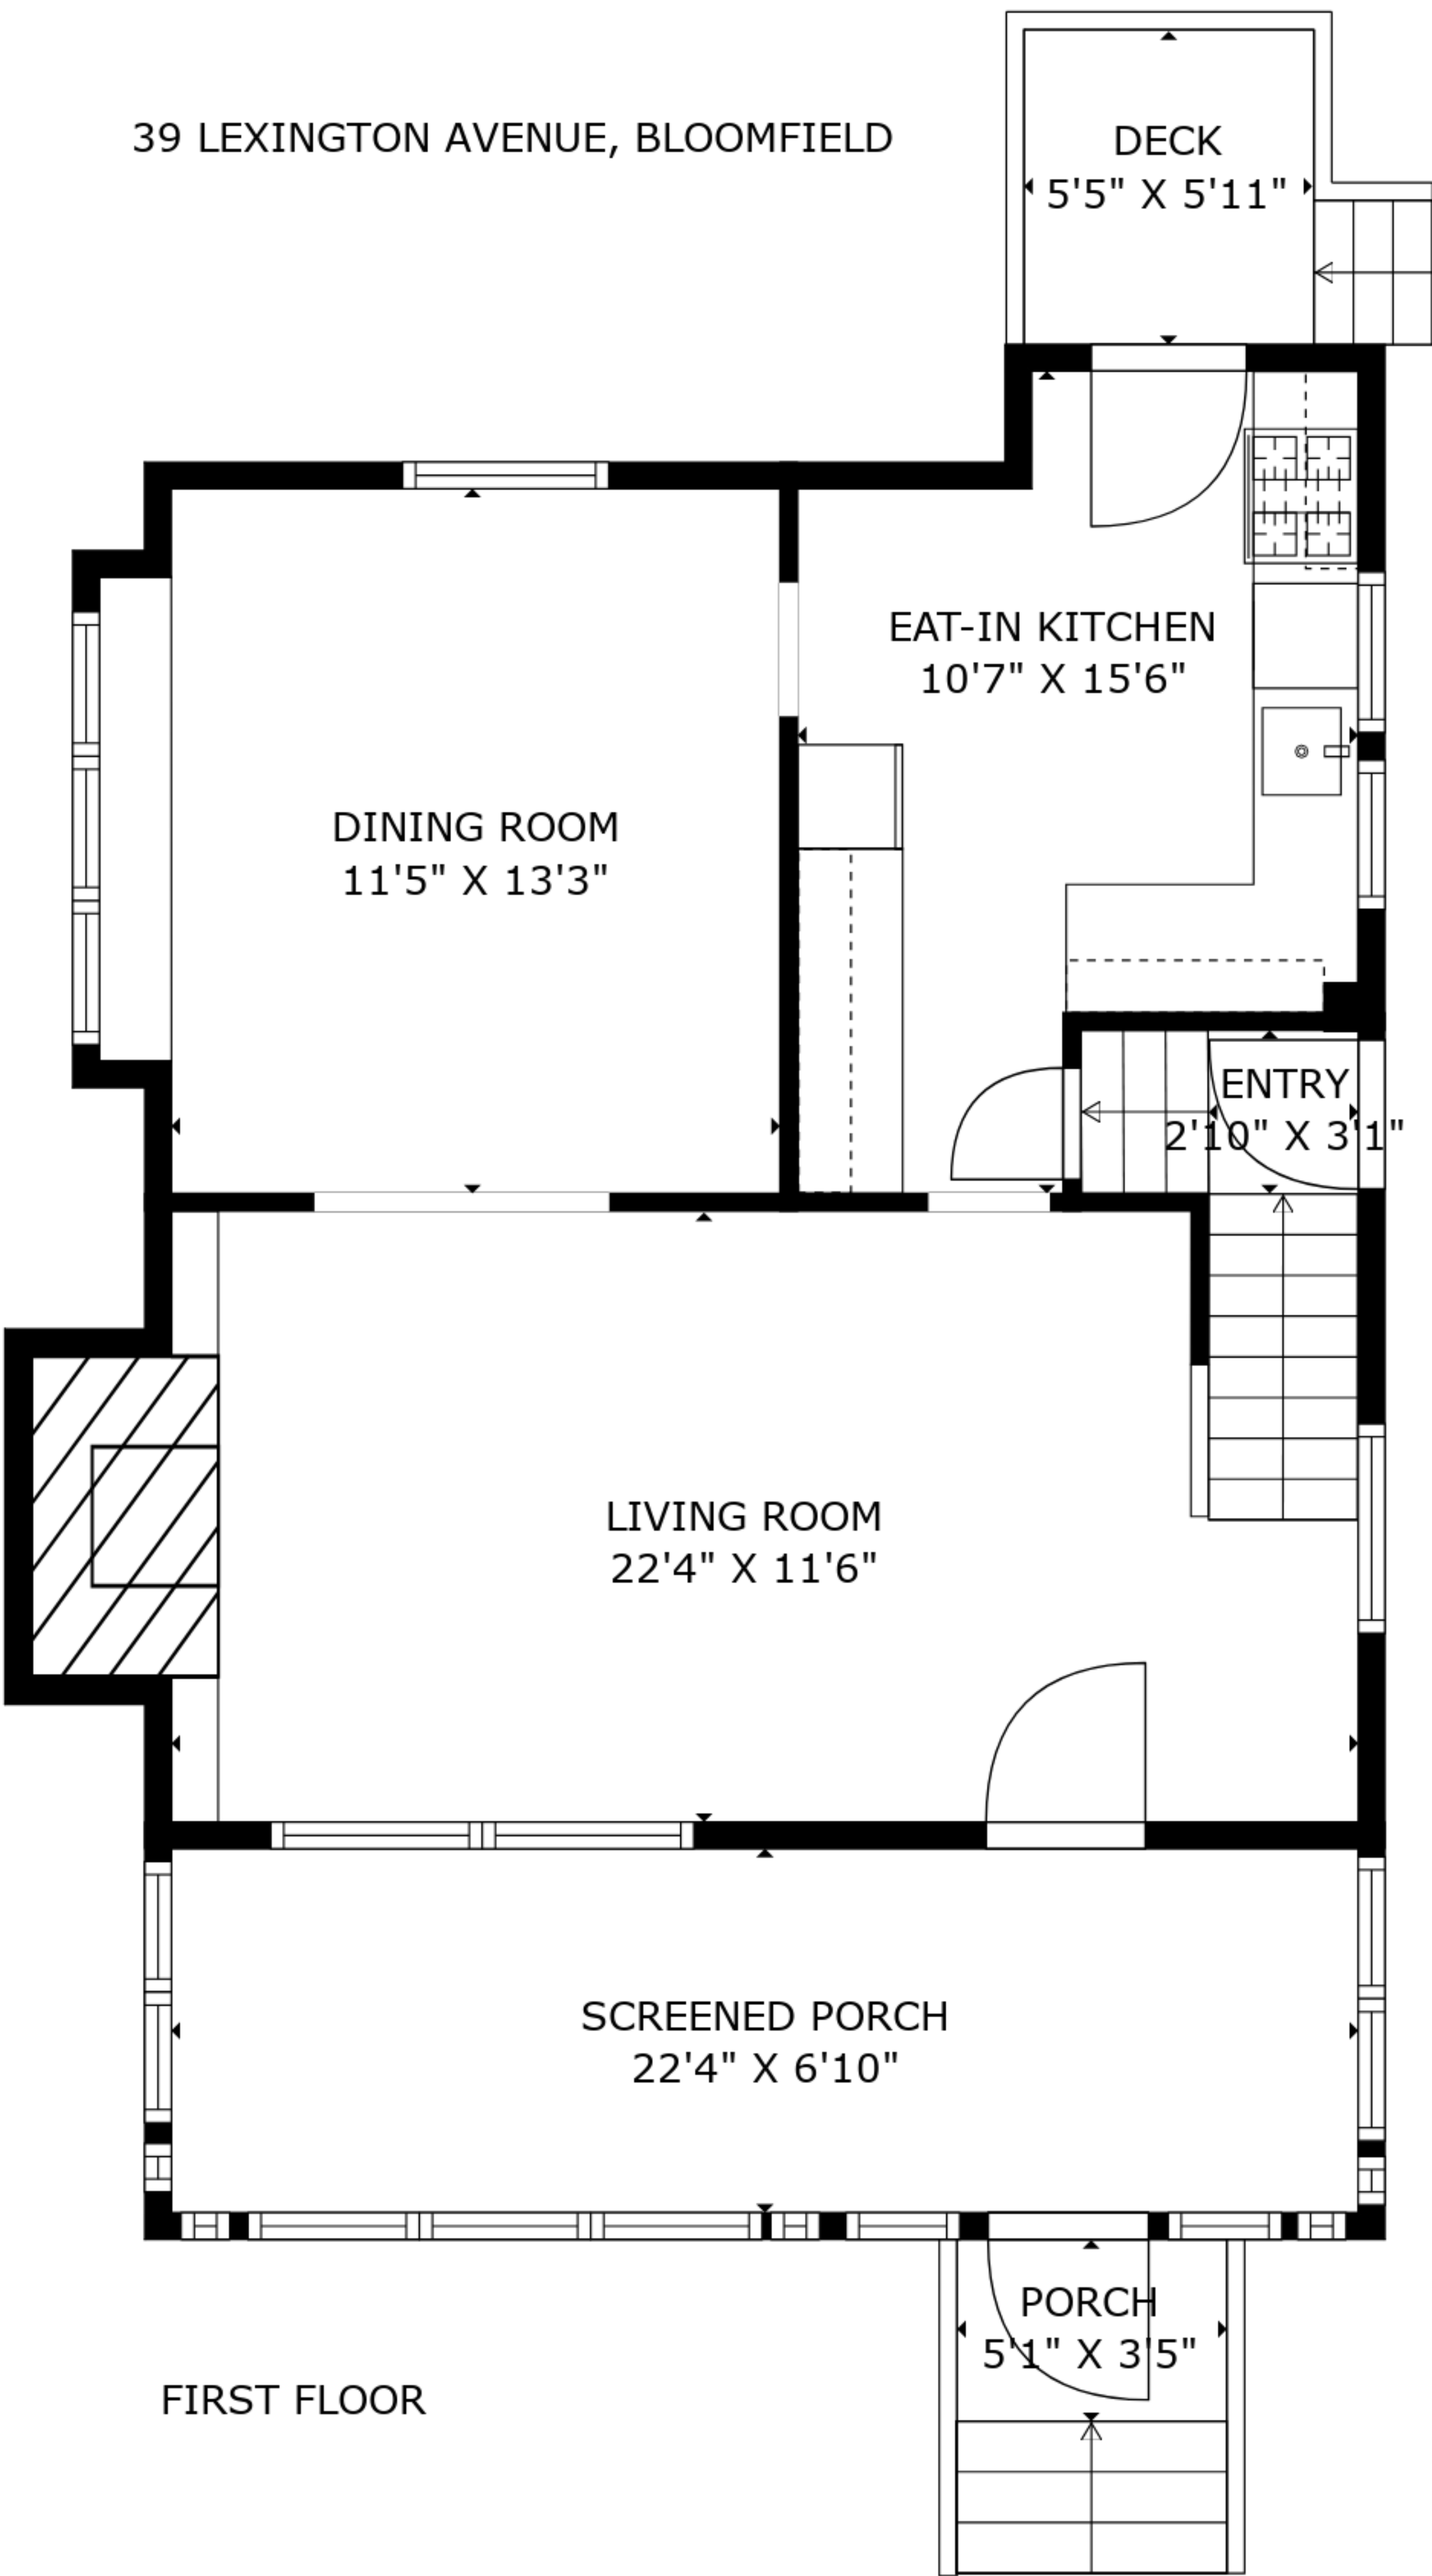 39 LEXINGTON AVENUE, BLOOMFIELD
DECK
5'5" X 5'11"
EAT-IN KITCHEN
10'7" X 15'6"
DINING ROOM
11'5" X 13'3"
ENTRY
2'10" X 3'1"
LIVING ROOM
22'4" X 11'6"
SCREENED PORCH
22'4" X 6'10"
PORCH
5'1" X 3'5"
FIRST FLOOR